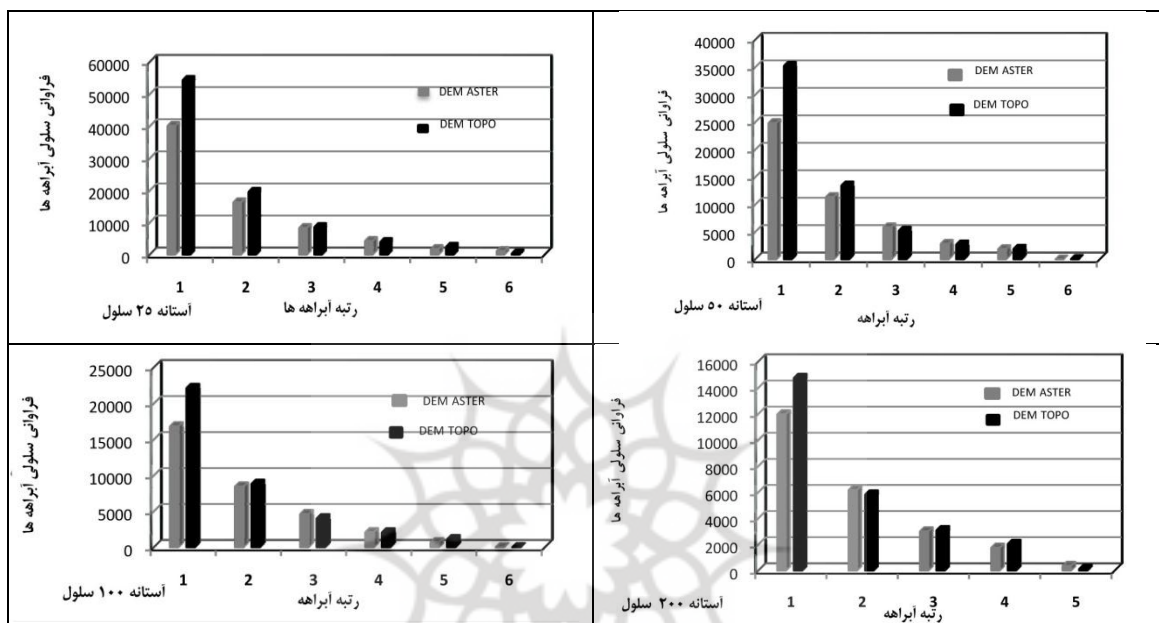 فراوانی سلولی آبراهه ها
60000
50000
40000
30000
20000
10000
0
DEM ASTER
DEM TOPO
1 2 3 4 5 6
آستانه ۲۵ سلول
رتبه آبراهه ها
فراوانی سلولی آبراهه ها
40000
35000
30000
25000
20000
15000
10000
5000
0
DEM ASTER
DEM TOPO
1 2 3 4 5 6
آستانه ۵۰ سلول
رتبه آبراهه
فراوانی سلولی آبراهه ها
25000
20000
15000
10000
5000
0
DEM ASTER
DEM TOPO
1 2 3 4 5 6
آستانه ۱۰۰ سلول
رتبه آبراهه
فراوانی سلولی آبراهه ها
16000
14000
12000
10000
8000
6000
4000
2000
0
DEM ASTER
DEM TOPO
1 2 3 4 5
آستانه ۲۰۰ سلول
رتبه آبراهه